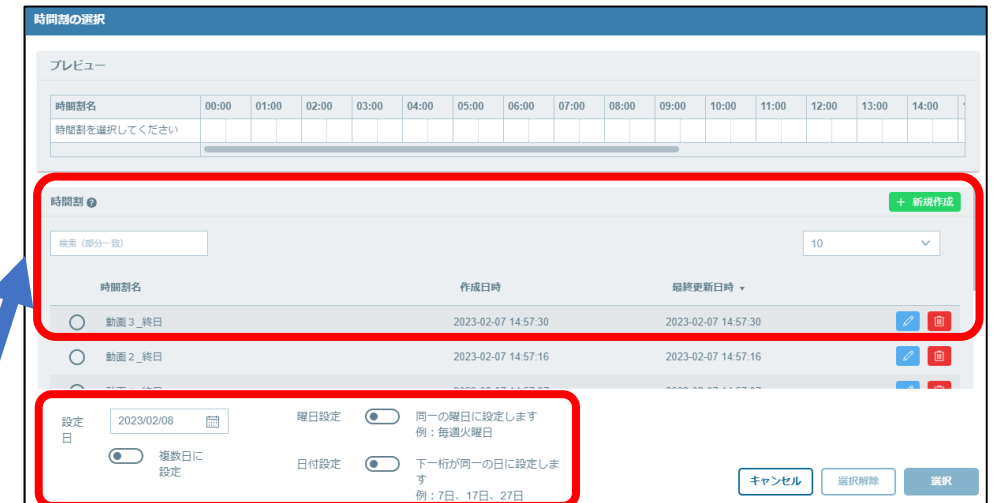 時間割の選択
プレビュー
時間割名 00:00 01:00 02:00 03:00 04:00 05:00 06:00 07:00 08:00 09:00 10:00 11:00 12:00 13:00 14:00
時間割を選択してください
時間割 ?
+ 新規作成
検索（部分一致）
10
時間割名 作成日時 最終更新日時 ▼
動画３_終日 2023-02-07 14:57:30 2023-02-07 14:57:30
動画２_終日 2023-02-07 14:57:16 2023-02-07 14:57:16
設定
日
2023/02/08
複数日に
設定
曜日設定
同一の曜日に設定します
例：毎週火曜日
日付設定
下一桁が同一の日に設定しま
す
例：7日、17日、27日
キャンセル
選択解除
選択